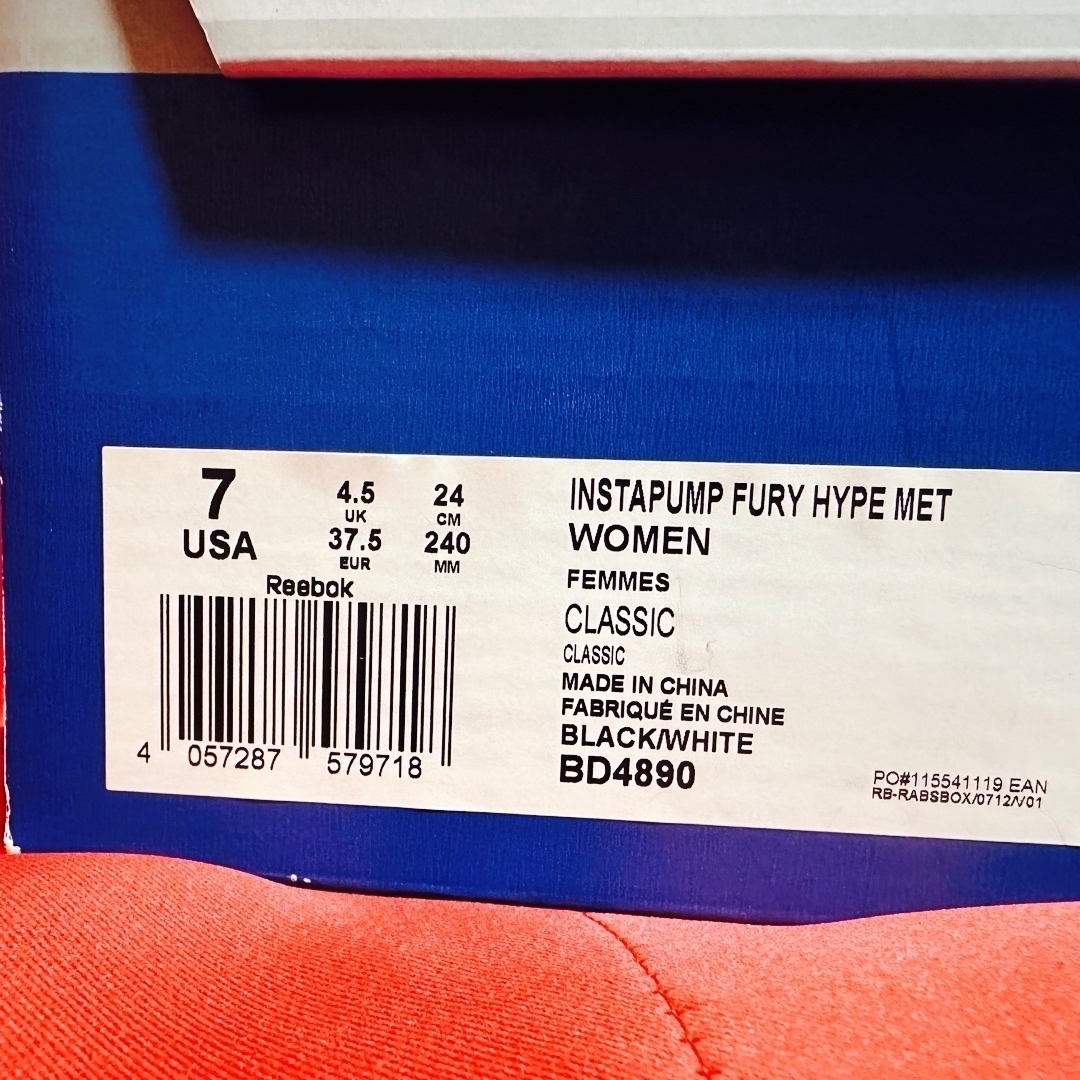 7
USA
4.5
UK
37.5
EUR
24
CM
240
MM
Reebok
4 057287 579718
INSTAPUMP FURY HYPE MET
WOMEN
FEMMES
CLASSIC
CLASSIC
MADE IN CHINA
FABRIQUÉ EN CHINE
BLACK/WHITE
BD4890
PO#115541119 EAN
RB-RABSBOX/0712/V01